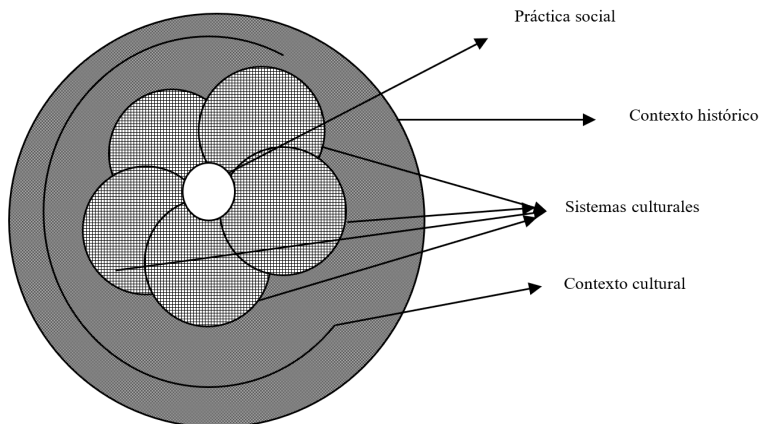 Práctica social
Contexto histórico
Sistemas culturales
Contexto cultural